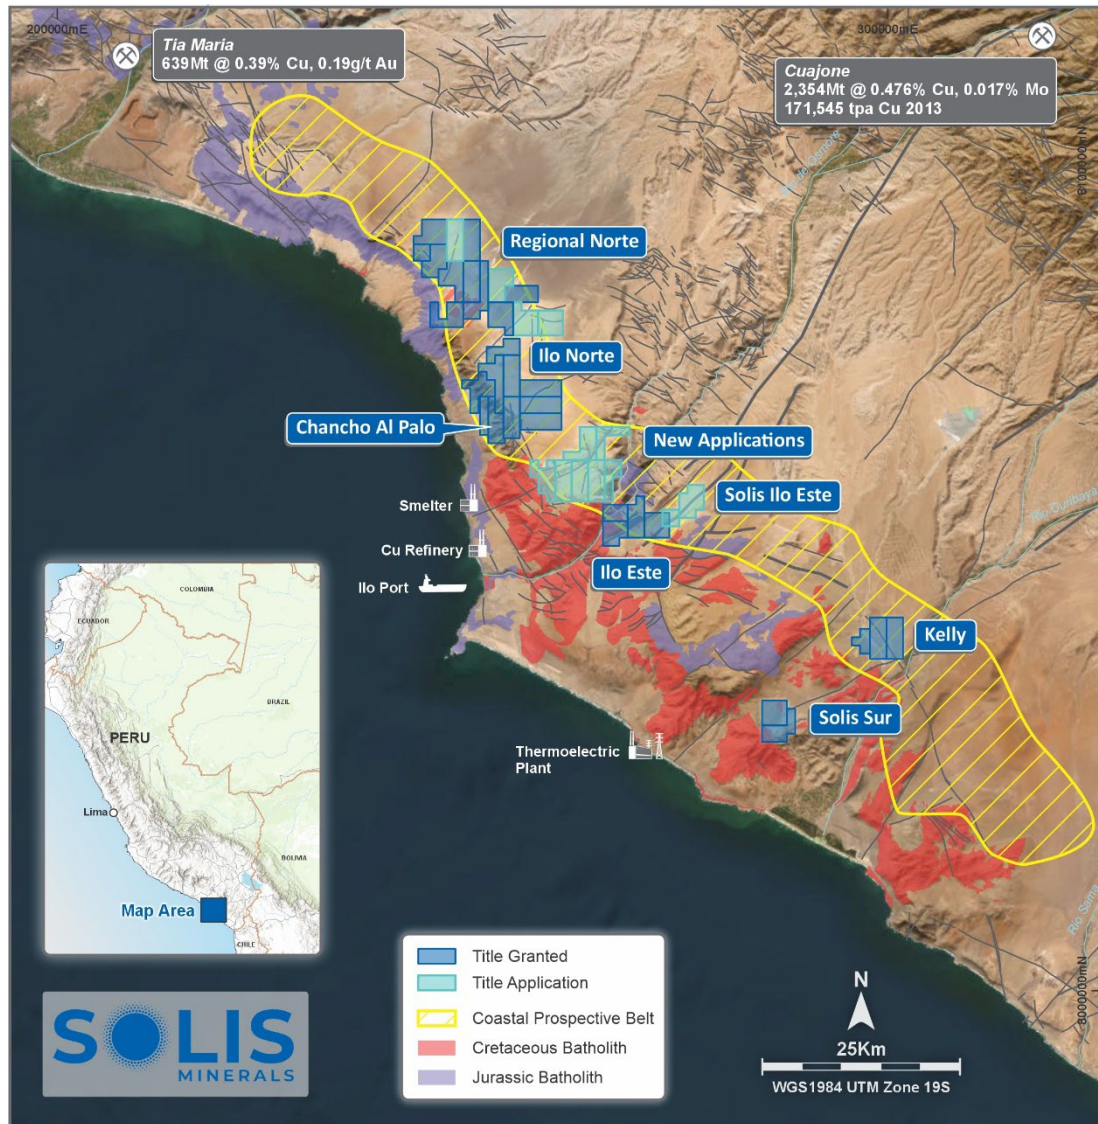 200000mE
300000mE
Tia Maria
639Mt @ 0.39% Cu, 0.19g/t Au
Cuajone
2,354Mt @ 0.476% Cu, 0.017% Mo
171,545 tpa Cu 2013
8100000mN
Regional Norte
Ilo Norte
Chancho Al Palo
New Applications
Solis Ilo Este
Smelter
Cu Refinery
Ilo Port
Ilo Este
Kelly
Solis Sur
Thermoelectric
Plant
Rio Sama
8000000mN
COLOMBIA
ECUADOR
BRAZIL
PERU
Lima
BOLIVIA
Map Area
CHILE
Title Granted
Title Application
Coastal Prospective Belt
Cretaceous Batholith
Jurassic Batholith
N
25Km
WGS1984 UTM Zone 19S
SOLIS
MINERALS